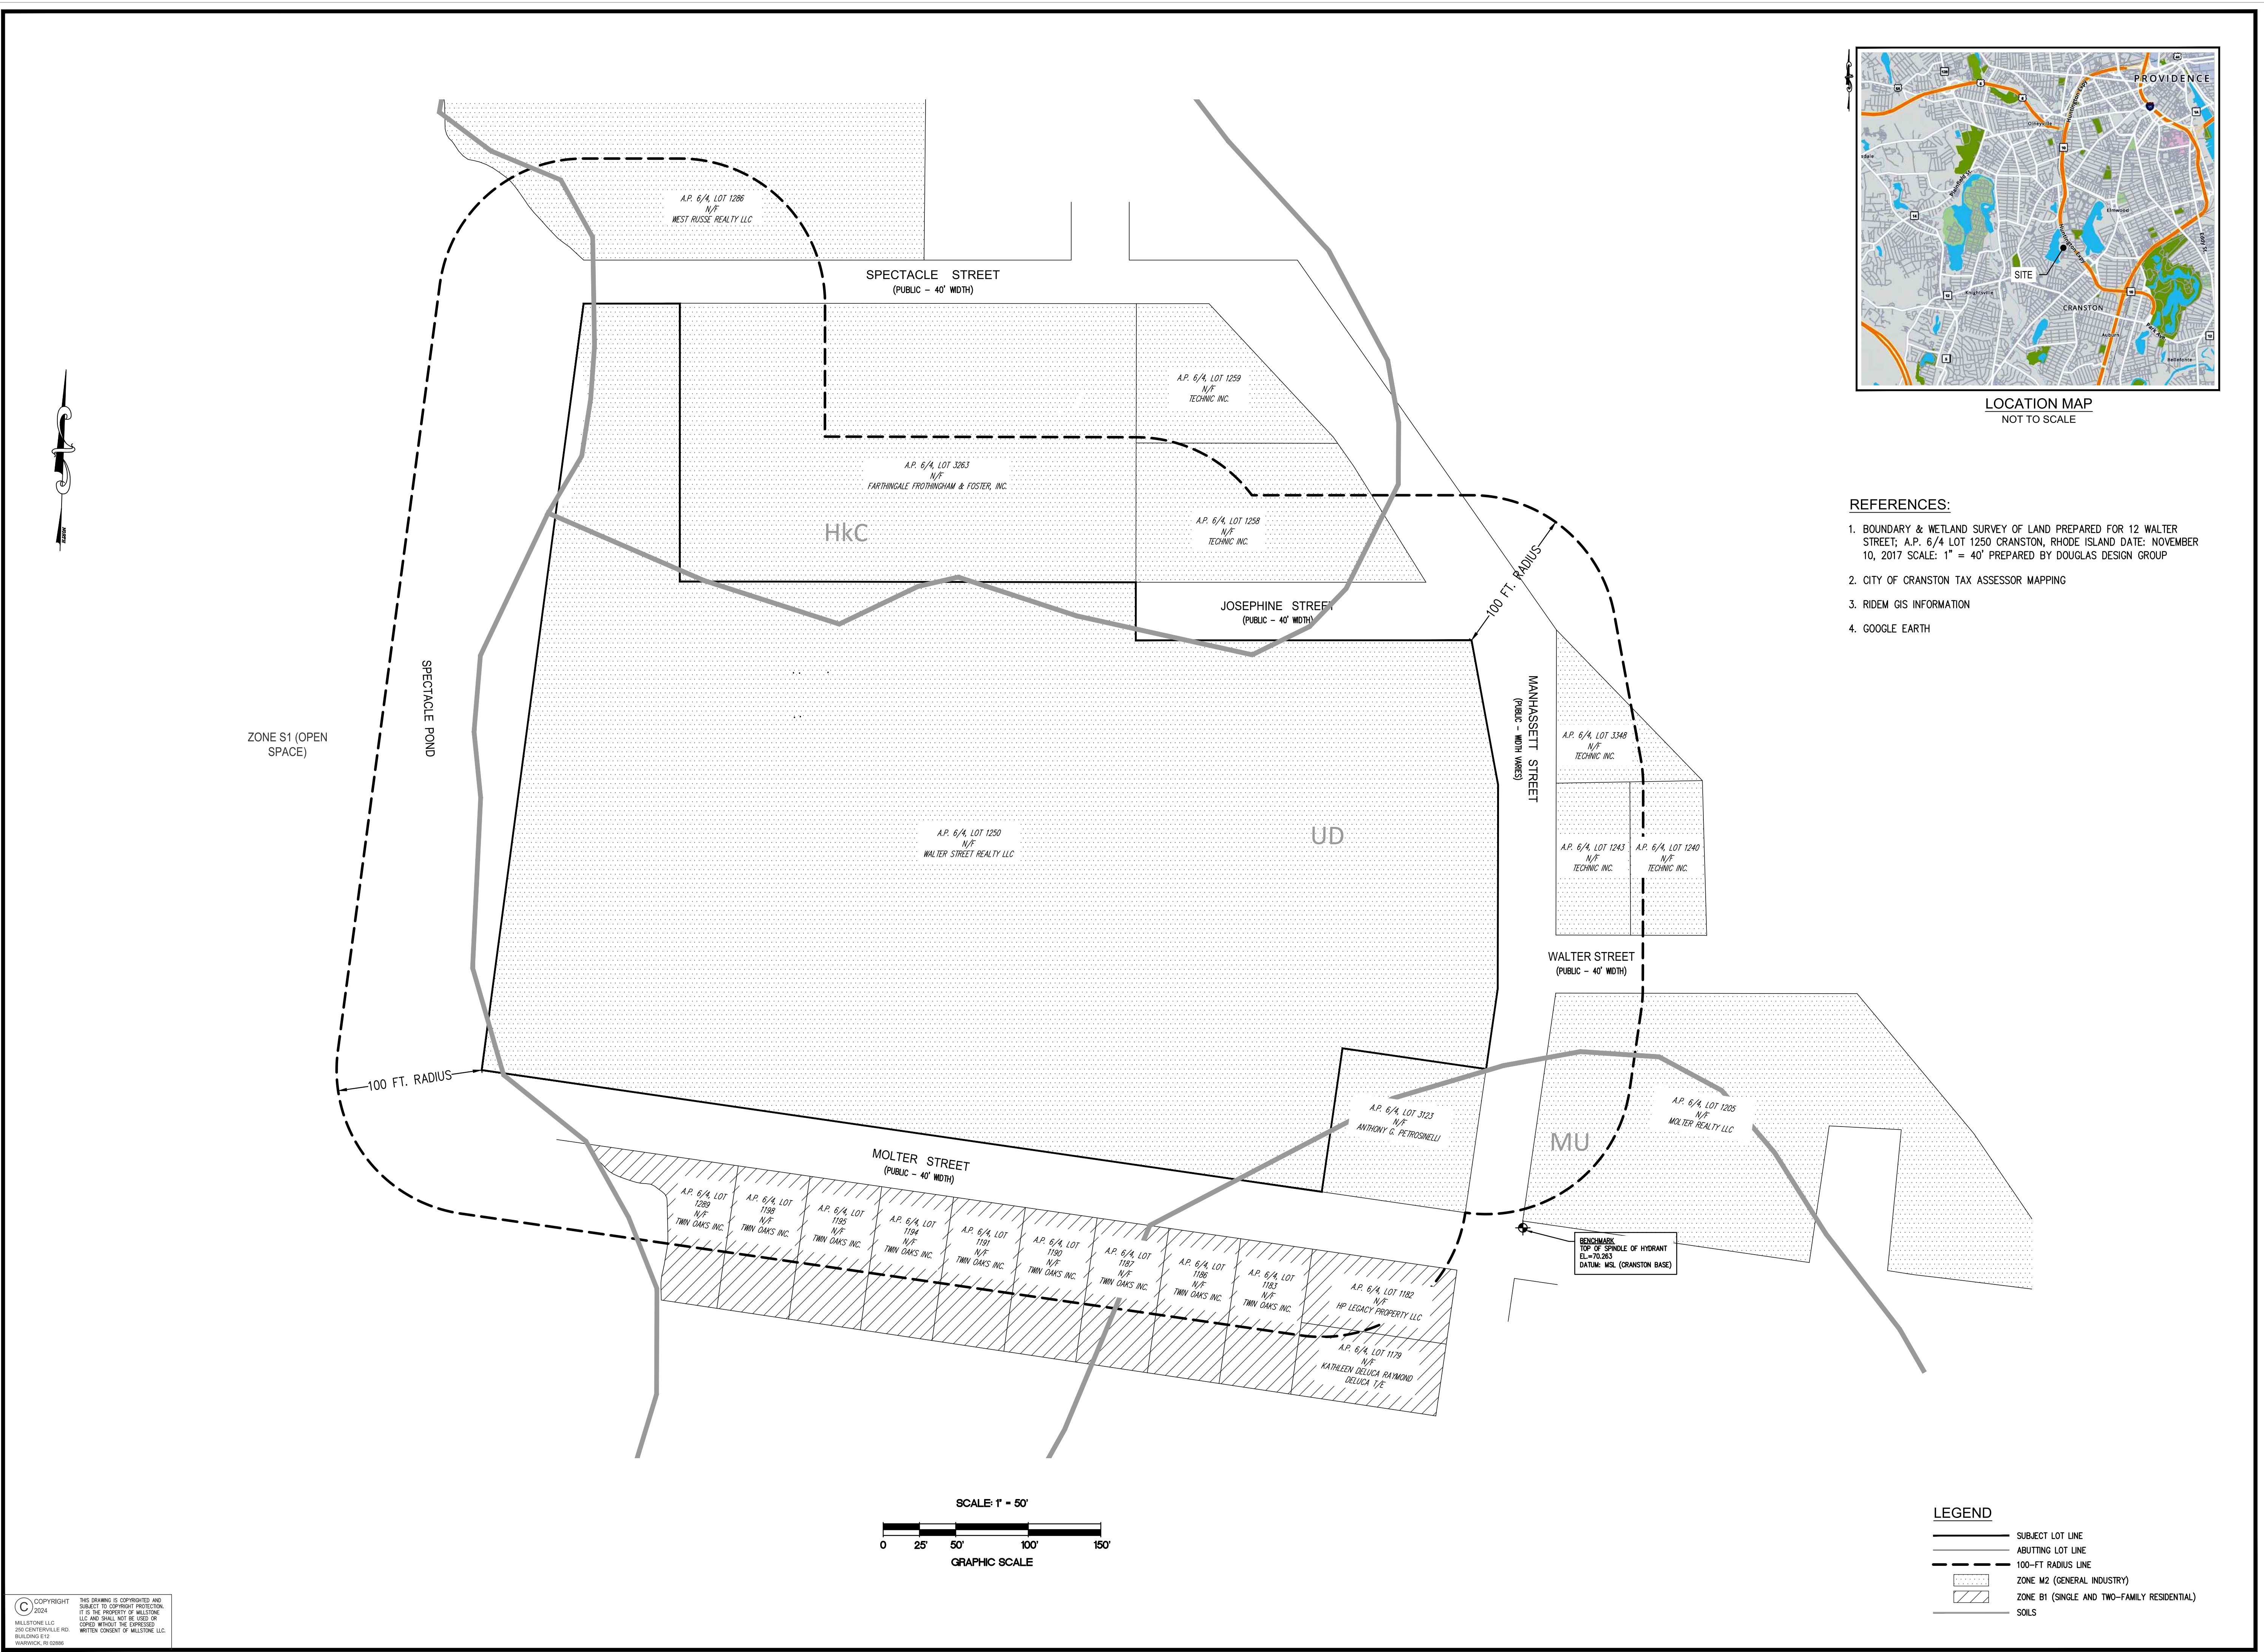 A.P. 6/4, LOT 1286
N/F
WEST RUSSE REALTY LLC
SPECTACLE STREET
(PUBLIC - 40' WIDTH)
A.P. 6/4, LOT 1259
N/F
TECHNIC INC.
A.P. 6/4, LOT 3263
N/F
FARTHINGALE FROTHINGHAM & FOSTER, INC.
HkC
A.P. 6/4, LOT 1258
N/F
TECHNIC INC.
JOSEPHINE STREET
(PUBLIC - 40' WIDTH)
100 FT. RADIUS
NORTH
SPECTACLE POND
ZONE S1 (OPEN
SPACE)
MANHASSETT STREET
(PUBLIC - WIDTH VARIES)
A.P. 6/4, LOT 3348
N/F
TECHNIC INC.
A.P. 6/4, LOT 1250
N/F
WALTER STREET REALTY LLC
UD
A.P. 6/4, LOT 1243
N/F
TECHNIC INC.
A.P. 6/4, LOT 1240
N/F
TECHNIC INC.
WALTER STREET
(PUBLIC - 40' WIDTH)
100 FT. RADIUS
A.P. 6/4, LOT 3123
N/F
ANTHONY G. PETROSINELLI
MU
A.P. 6/4, LOT 1205
N/F
MOLTER REALTY LLC
MOLTER STREET
(PUBLIC - 40' WIDTH)
A.P. 6/4, LOT
1289
N/F
TWIN OAKS INC.
A.P. 6/4, LOT
1198
N/F
TWIN OAKS INC.
A.P. 6/4, LOT
1195
N/F
TWIN OAKS INC.
A.P. 6/4, LOT
1194
N/F
TWIN OAKS INC.
A.P. 6/4, LOT
1191
N/F
TWIN OAKS INC.
A.P. 6/4, LOT
1190
N/F
TWIN OAKS INC.
A.P. 6/4, LOT
1187
N/F
TWIN OAKS INC.
A.P. 6/4, LOT
1186
N/F
TWIN OAKS INC.
A.P. 6/4, LOT
1183
N/F
TWIN OAKS INC.
A.P. 6/4, LOT 1182
N/F
HP LEGACY PROPERTY LLC
A.P. 6/4, LOT 1179
N/F
KATHLEEN DELUCA RAYMOND
DELUCA T/E
BENCHMARK
TOP OF SPINDLE OF HYDRANT
EL.=70.263
DATUM: MSL (CRANSTON BASE)
SCALE: 1" = 50'
0 25' 50' 100' 150'
GRAPHIC SCALE
PROVIDENCE
Huntington Expy
Olneyville
Plainfield St
Elmwood
Eddy St
Huntington Expy
SITE
Knightsville
CRANSTON
Auburn
Park Ave
Bellefonte
LOCATION MAP
NOT TO SCALE
REFERENCES:
1. BOUNDARY & WETLAND SURVEY OF LAND PREPARED FOR 12 WALTER
STREET; A.P. 6/4 LOT 1250 CRANSTON, RHODE ISLAND DATE: NOVEMBER
10, 2017 SCALE: 1" = 40' PREPARED BY DOUGLAS DESIGN GROUP
2. CITY OF CRANSTON TAX ASSESSOR MAPPING
3. RIDEM GIS INFORMATION
4. GOOGLE EARTH
LEGEND
SUBJECT LOT LINE
ABUTTING LOT LINE
100-FT RADIUS LINE
ZONE M2 (GENERAL INDUSTRY)
ZONE B1 (SINGLE AND TWO-FAMILY RESIDENTIAL)
SOILS
C COPYRIGHT
2024
MILLSTONE LLC
250 CENTERVILLE RD.
BUILDING E12
WARWICK, RI 02886
THIS DRAWING IS COPYRIGHTED AND
SUBJECT TO COPYRIGHT PROTECTION.
IT IS THE PROPERTY OF MILLSTONE
LLC AND SHALL NOT BE USED OR
COPIED WITHOUT THE EXPRESSED
WRITTEN CONSENT OF MILLSTONE LLC.